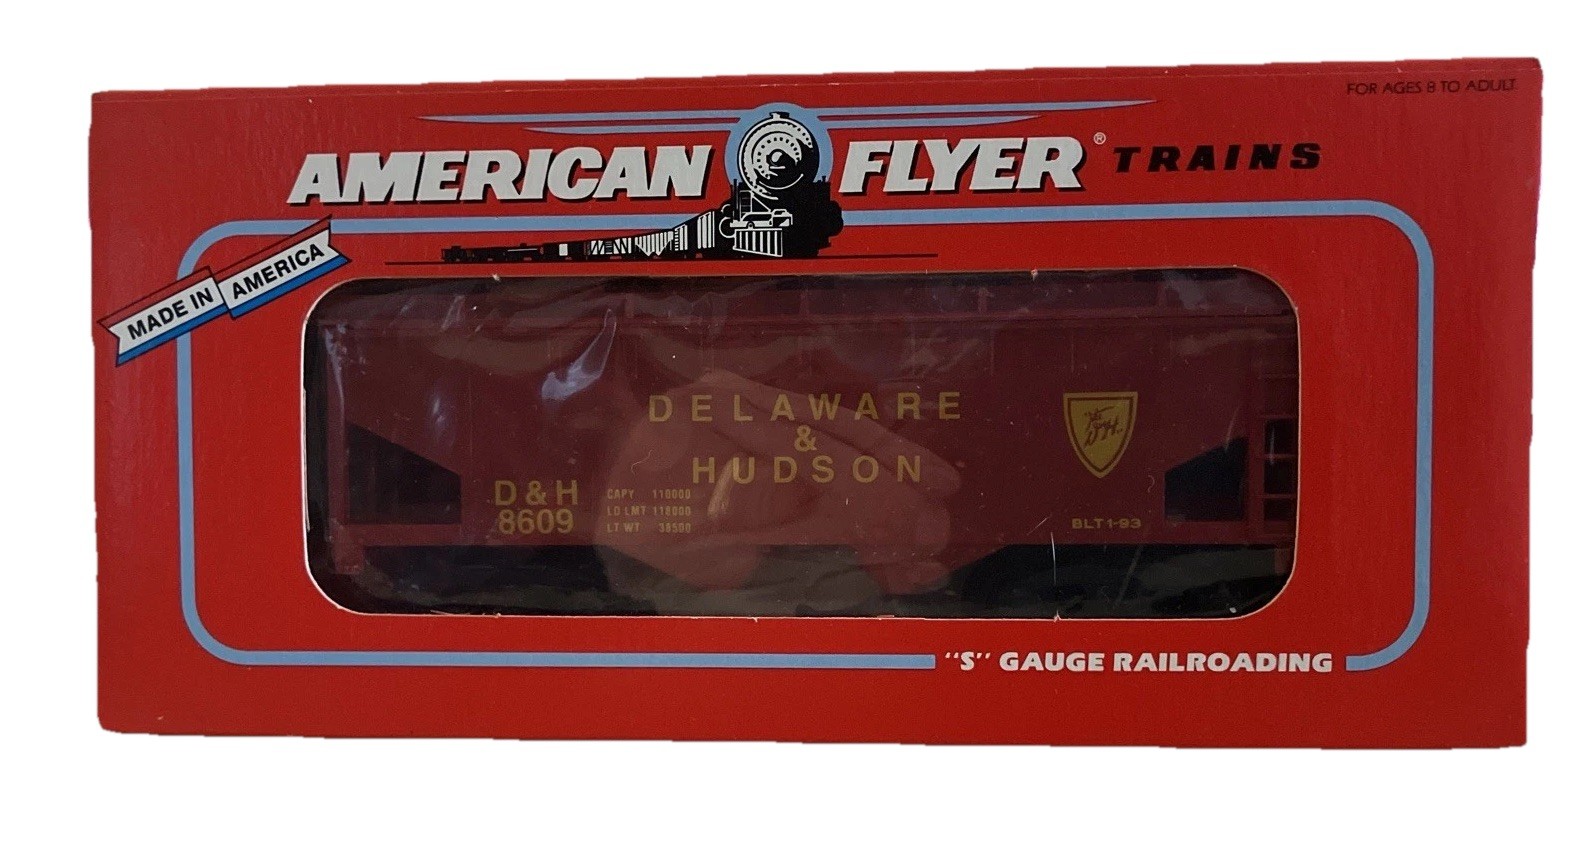 FOR AGES 8 TO ADULT
AMERICAN FLYER® TRAINS
MADE IN AMERICA
DELAWARE
&
HUDSON
D & H
8609
CAPY 110000
LD LMT 118000
LT WT 38500
BLT 1-93
"S" GAUGE RAILROADING